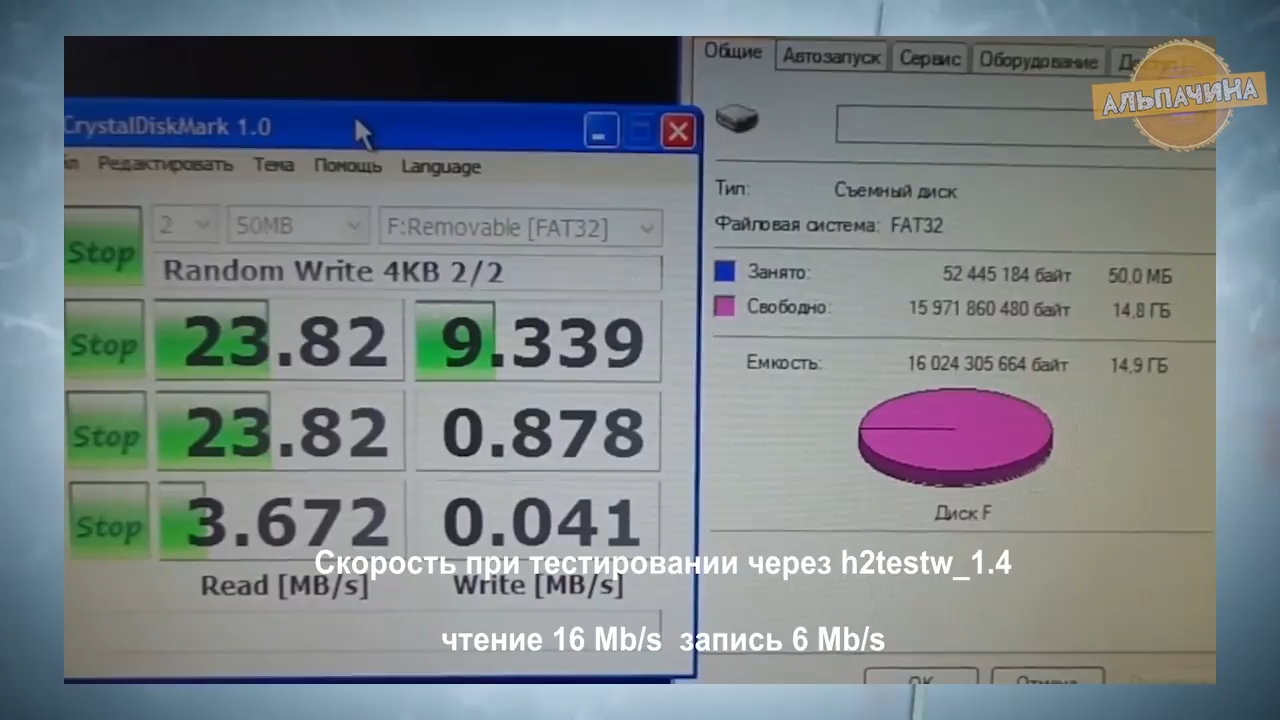 Общие Автозапуск Сервис Оборудование
АЛЬПАЧИНА
CrystalDiskMark 1.0
Редактировать Тема Помощь Language
Тип: Съемный диск
Файловая система: FAT32
Stop 2 50MB F:Removable [FAT32]
Random Write 4KB 2/2
Занято: 52 445 184 байт 50,0 МБ
Свободно: 15 971 860 480 байт 14,8 ГБ
Stop 23.82 9.339
Емкость: 16 024 305 664 байт 14,9 ГБ
Stop 23.82 0.878
Stop 3.672 0.041
Диск F
Скорость при тестировании через h2testw_1.4
Read [MB/s] Write [MB/s]
чтение 16 Mb/s запись 6 Mb/s
OK Отмена